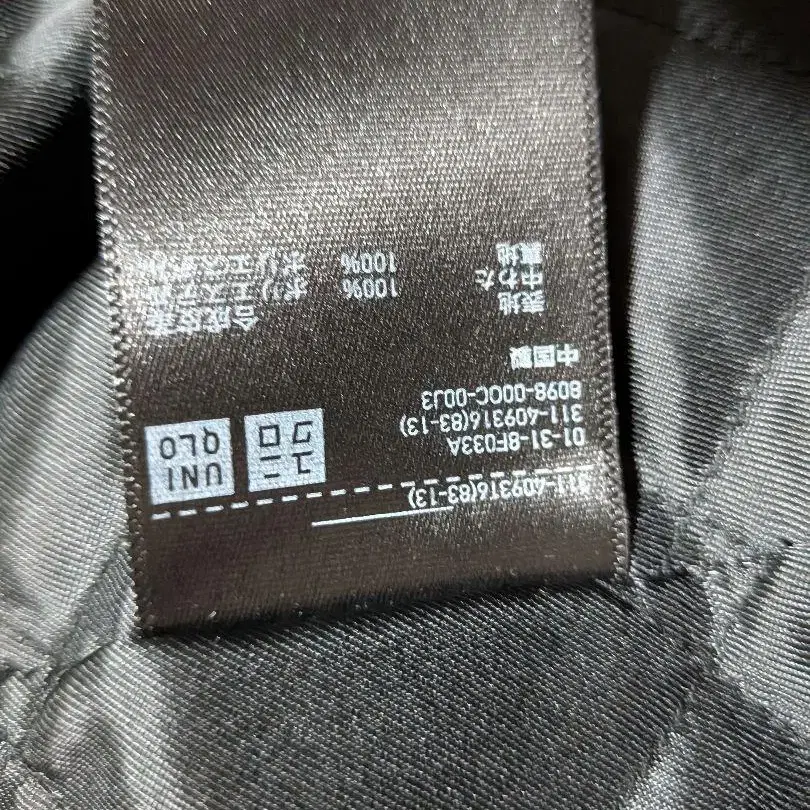 311-409316(83-13)
ユニ
クロ
UNI
QLO
01-31-8F033A
311-409316(83-13)
8098-000C-00J3
中国製
表地 合成皮革
中わた 100% ポリエステル
裏地 100% ポリエステル